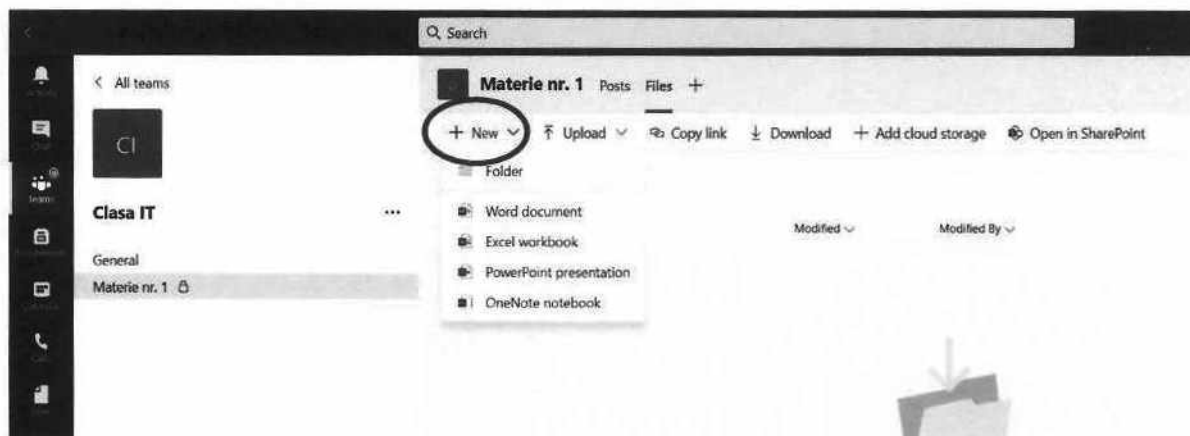 Search
All teams
CI
Clasa IT
...
General
Materie nr. 1
Materie nr. 1 Posts Files +
+ New Upload Copy link Download + Add cloud storage Open in SharePoint
Folder
Word document
Excel workbook
PowerPoint presentation
OneNote notebook
Modified Modified By
Chat
Teams